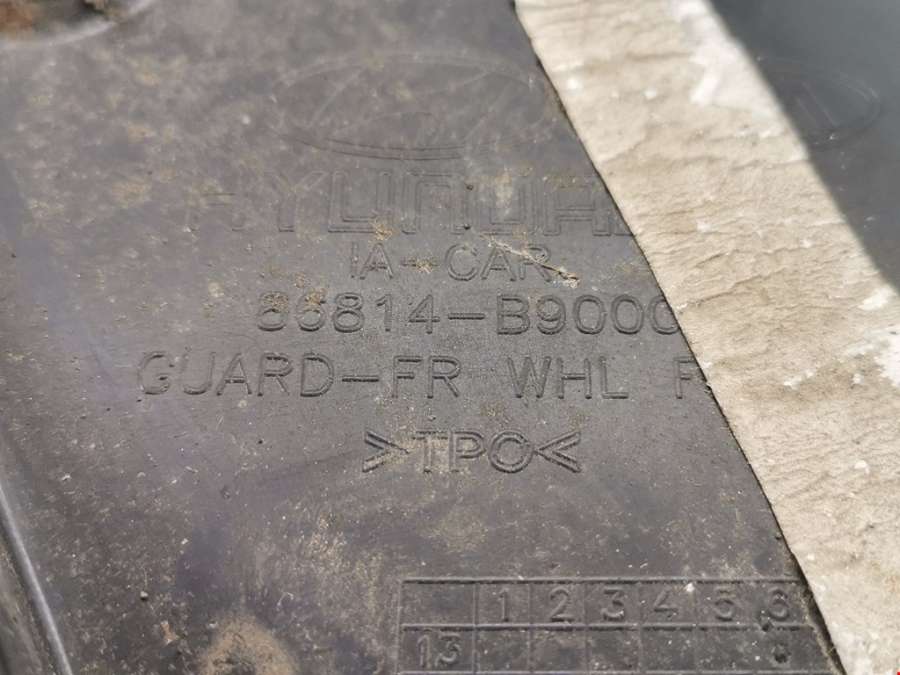 HYUNDAI
IA-CAR
86814-B9000
GUARD-FR WHL
>TPO<
1 2 3 4 5 6
13